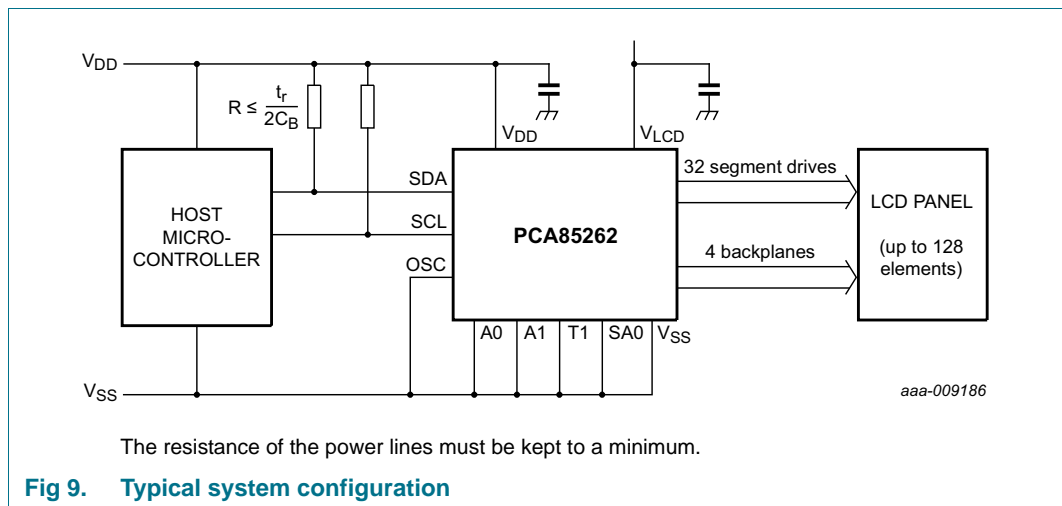 VDD
R ≤ tr
2CB
VDD
VLCD
HOST
MICRO-
CONTROLLER
SDA
SCL
OSC
PCA85262
32 segment drives
4 backplanes
LCD PANEL
(up to 128
elements)
A0 A1 T1 SA0 VSS
VSS
aaa-009186
The resistance of the power lines must be kept to a minimum.
Fig 9. Typical system configuration